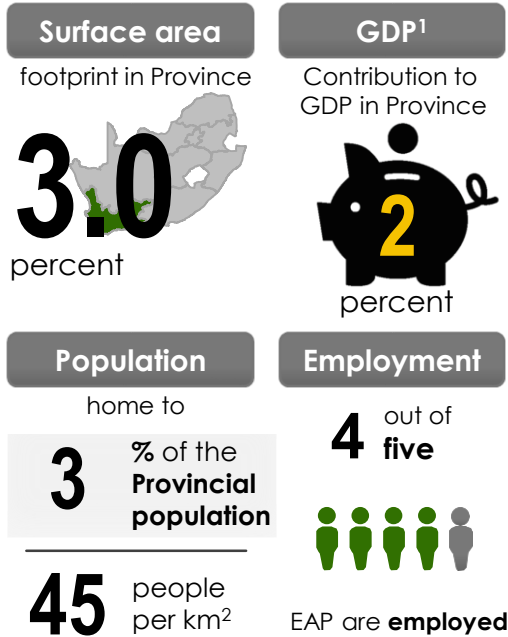 Surface area
footprint in Province
3.0
percent
GDP¹
Contribution to
GDP in Province
2
percent
Population
home to
3
% of the
Provincial
population
45
people
per km²
Employment
4
out of
five
EAP are employed